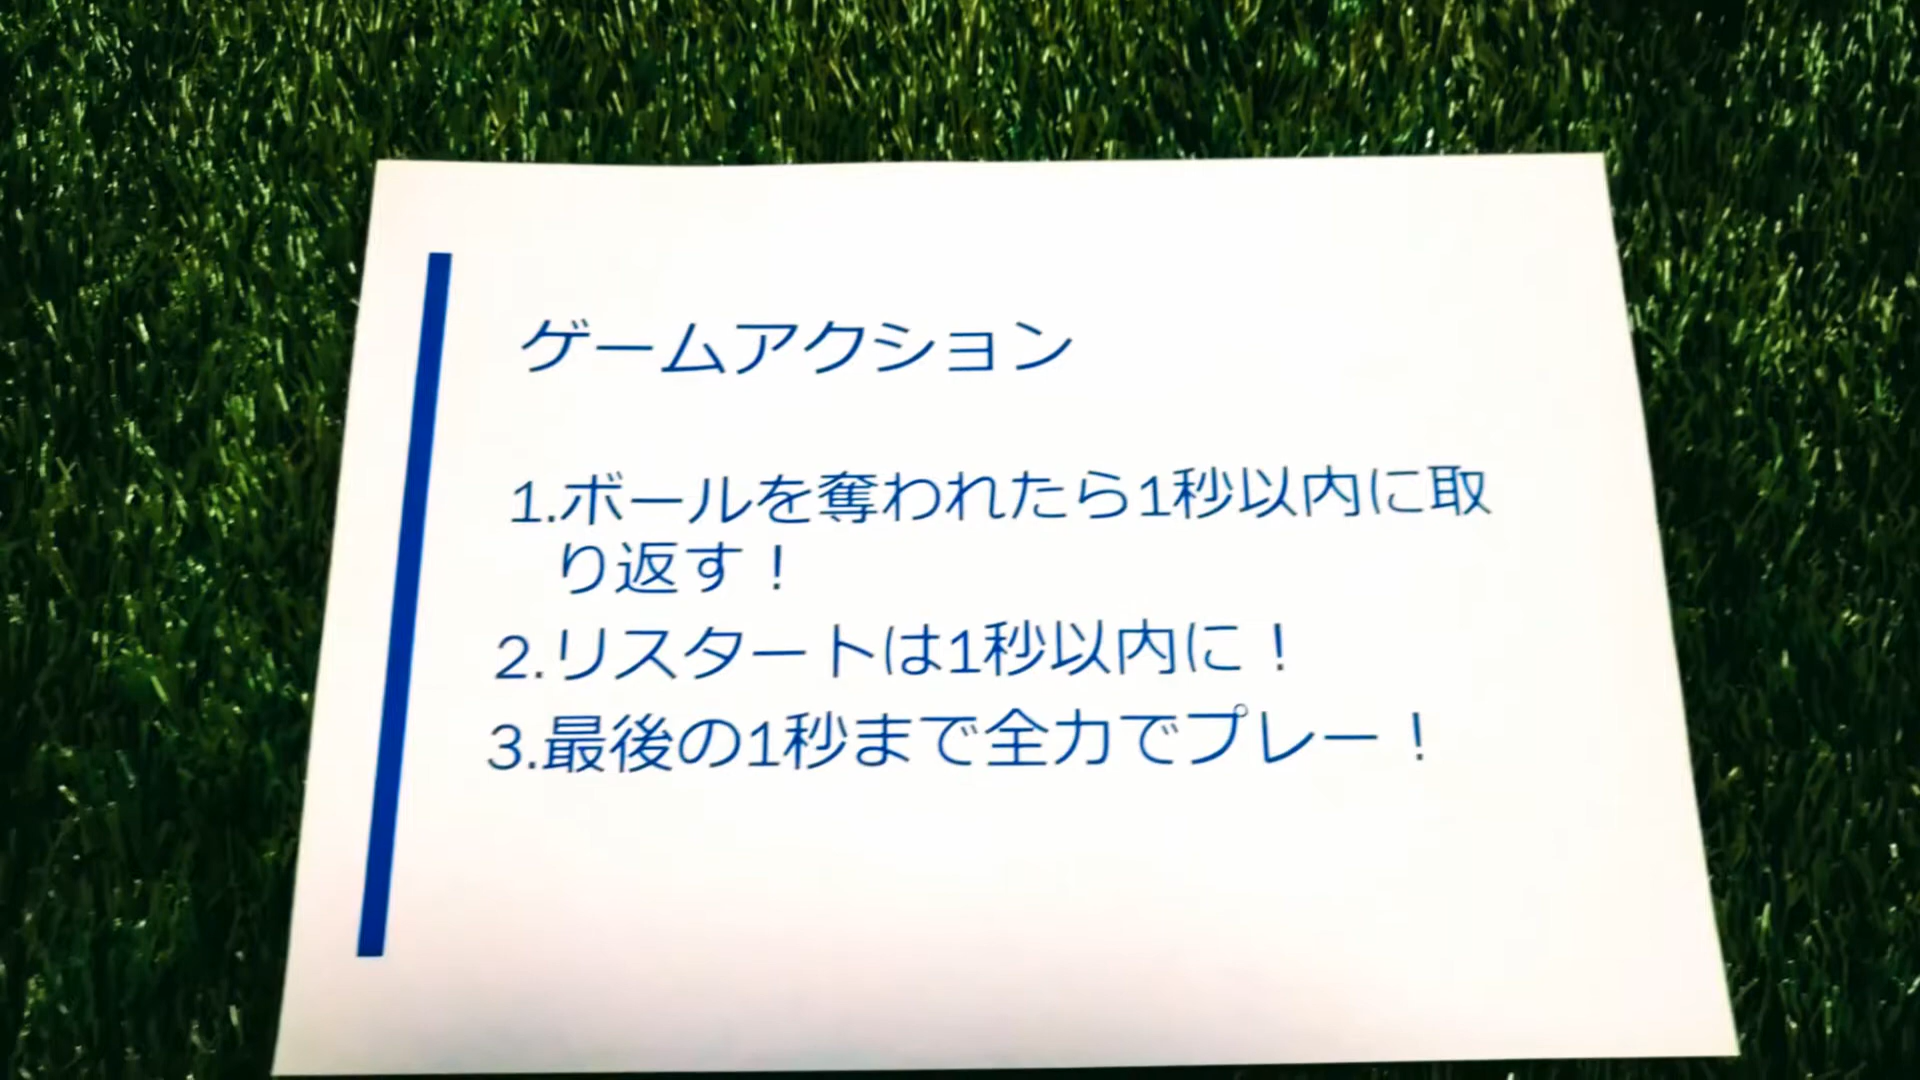 ゲームアクション
1.ボールを奪われたら1秒以内に取
り返す！
2.リスタートは1秒以内に！
3.最後の1秒まで全力でプレー！